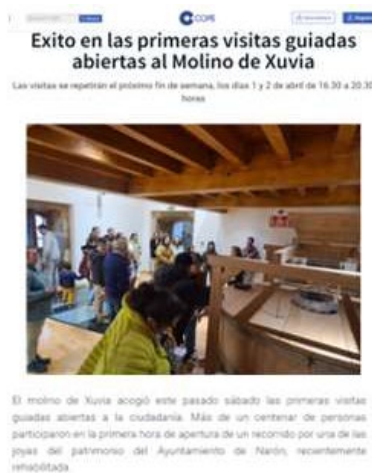 COPE
Exito en las primeras visitas guiadas
abiertas al Molino de Xuvia
Las visitas se repetirán el próximo fin de semana, los días 1 y 2 de abril de 16.30 a 20.30
horas
El molino de Xuvia acogió este pasado sábado las primeras visitas
guiadas abiertas a la ciudadanía. Más de un centenar de personas
participaron en la primera hora de apertura de un recorrido por una de las
joyas del patrimonio del Ayuntamiento de Narón, recientemente
rehabilitada